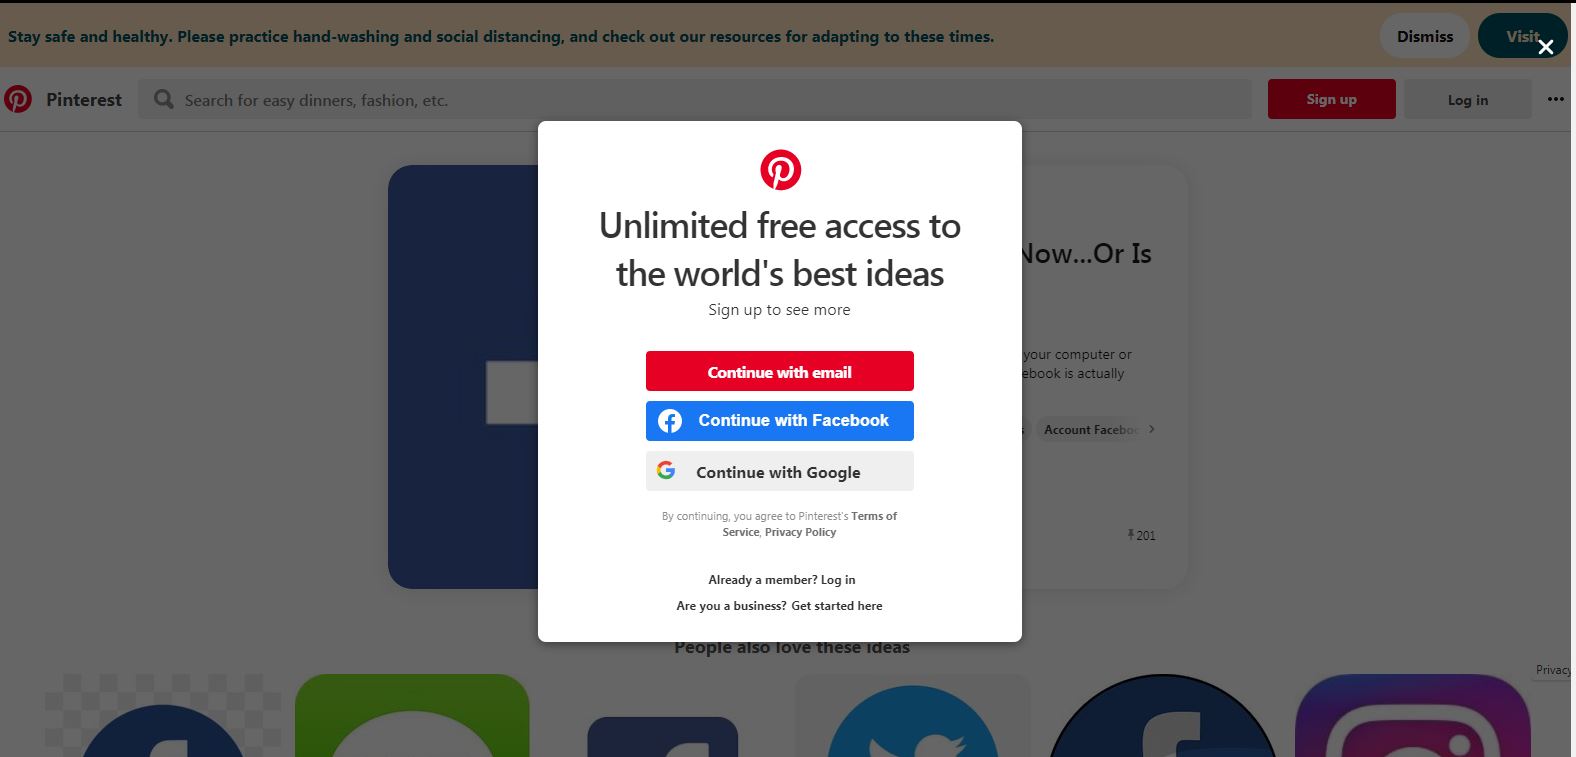 Stay safe and healthy. Please practice hand-washing and social distancing, and check out our resources for adapting to these times.
Dismiss
Visit
Pinterest
Search for easy dinners, fashion, etc.
Sign up
Log in
Unlimited free access to
the world's best ideas
Sign up to see more
Continue with email
Continue with Facebook
Continue with Google
By continuing, you agree to Pinterest's Terms of
Service, Privacy Policy
Already a member? Log in
Are you a business? Get started here
Now...Or Is
your computer or
ebook is actually
Account Faceboo
201
People also love these ideas
Privacy